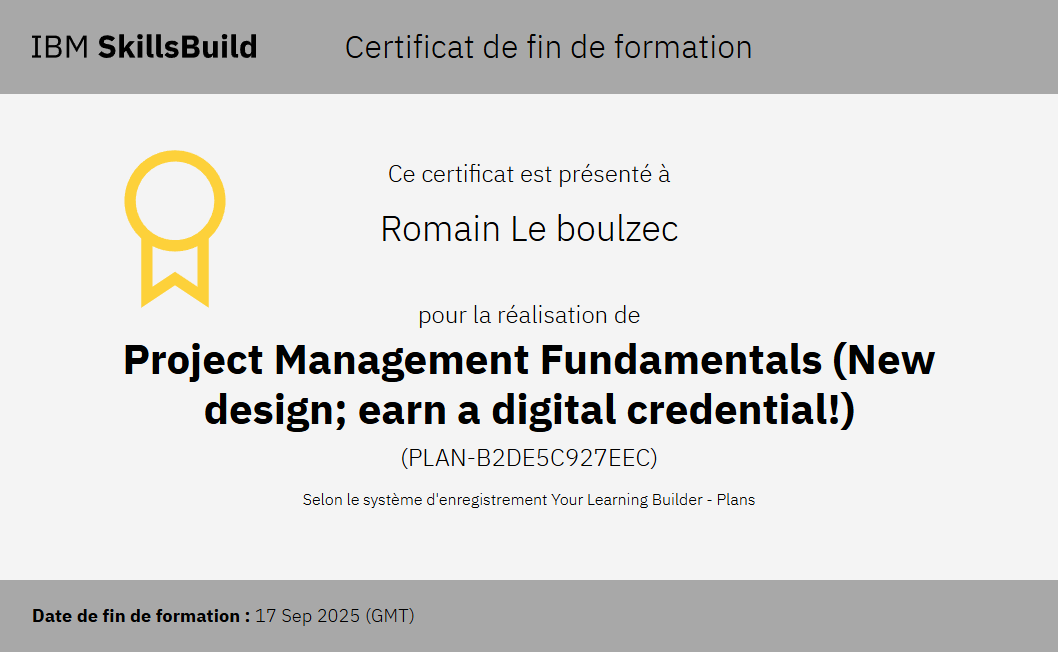 IBM SkillsBuild
Certificat de fin de formation
Ce certificat est présenté à
Romain Le boulzec
pour la réalisation de
Project Management Fundamentals (New
design; earn a digital credential!)
(PLAN-B2DE5C927EEC)
Selon le système d'enregistrement Your Learning Builder - Plans
Date de fin de formation : 17 Sep 2025 (GMT)